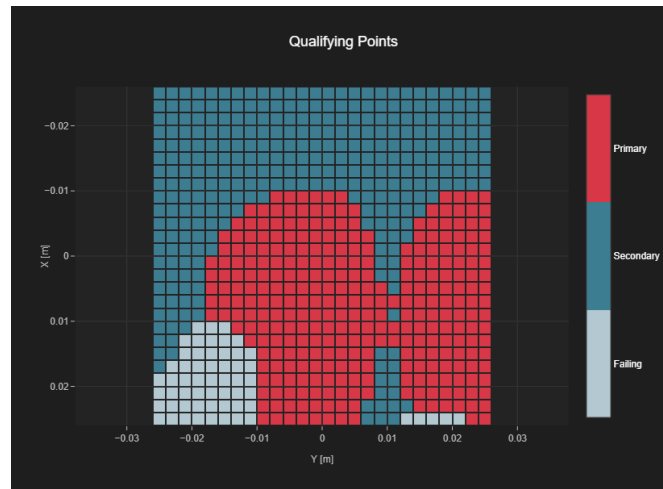 Qualifying Points
−0.02
−0.01
0
0.01
0.02
X [m]
−0.03
−0.02
−0.01
0
0.01
0.02
0.03
Y [m]
Primary
Secondary
Failing